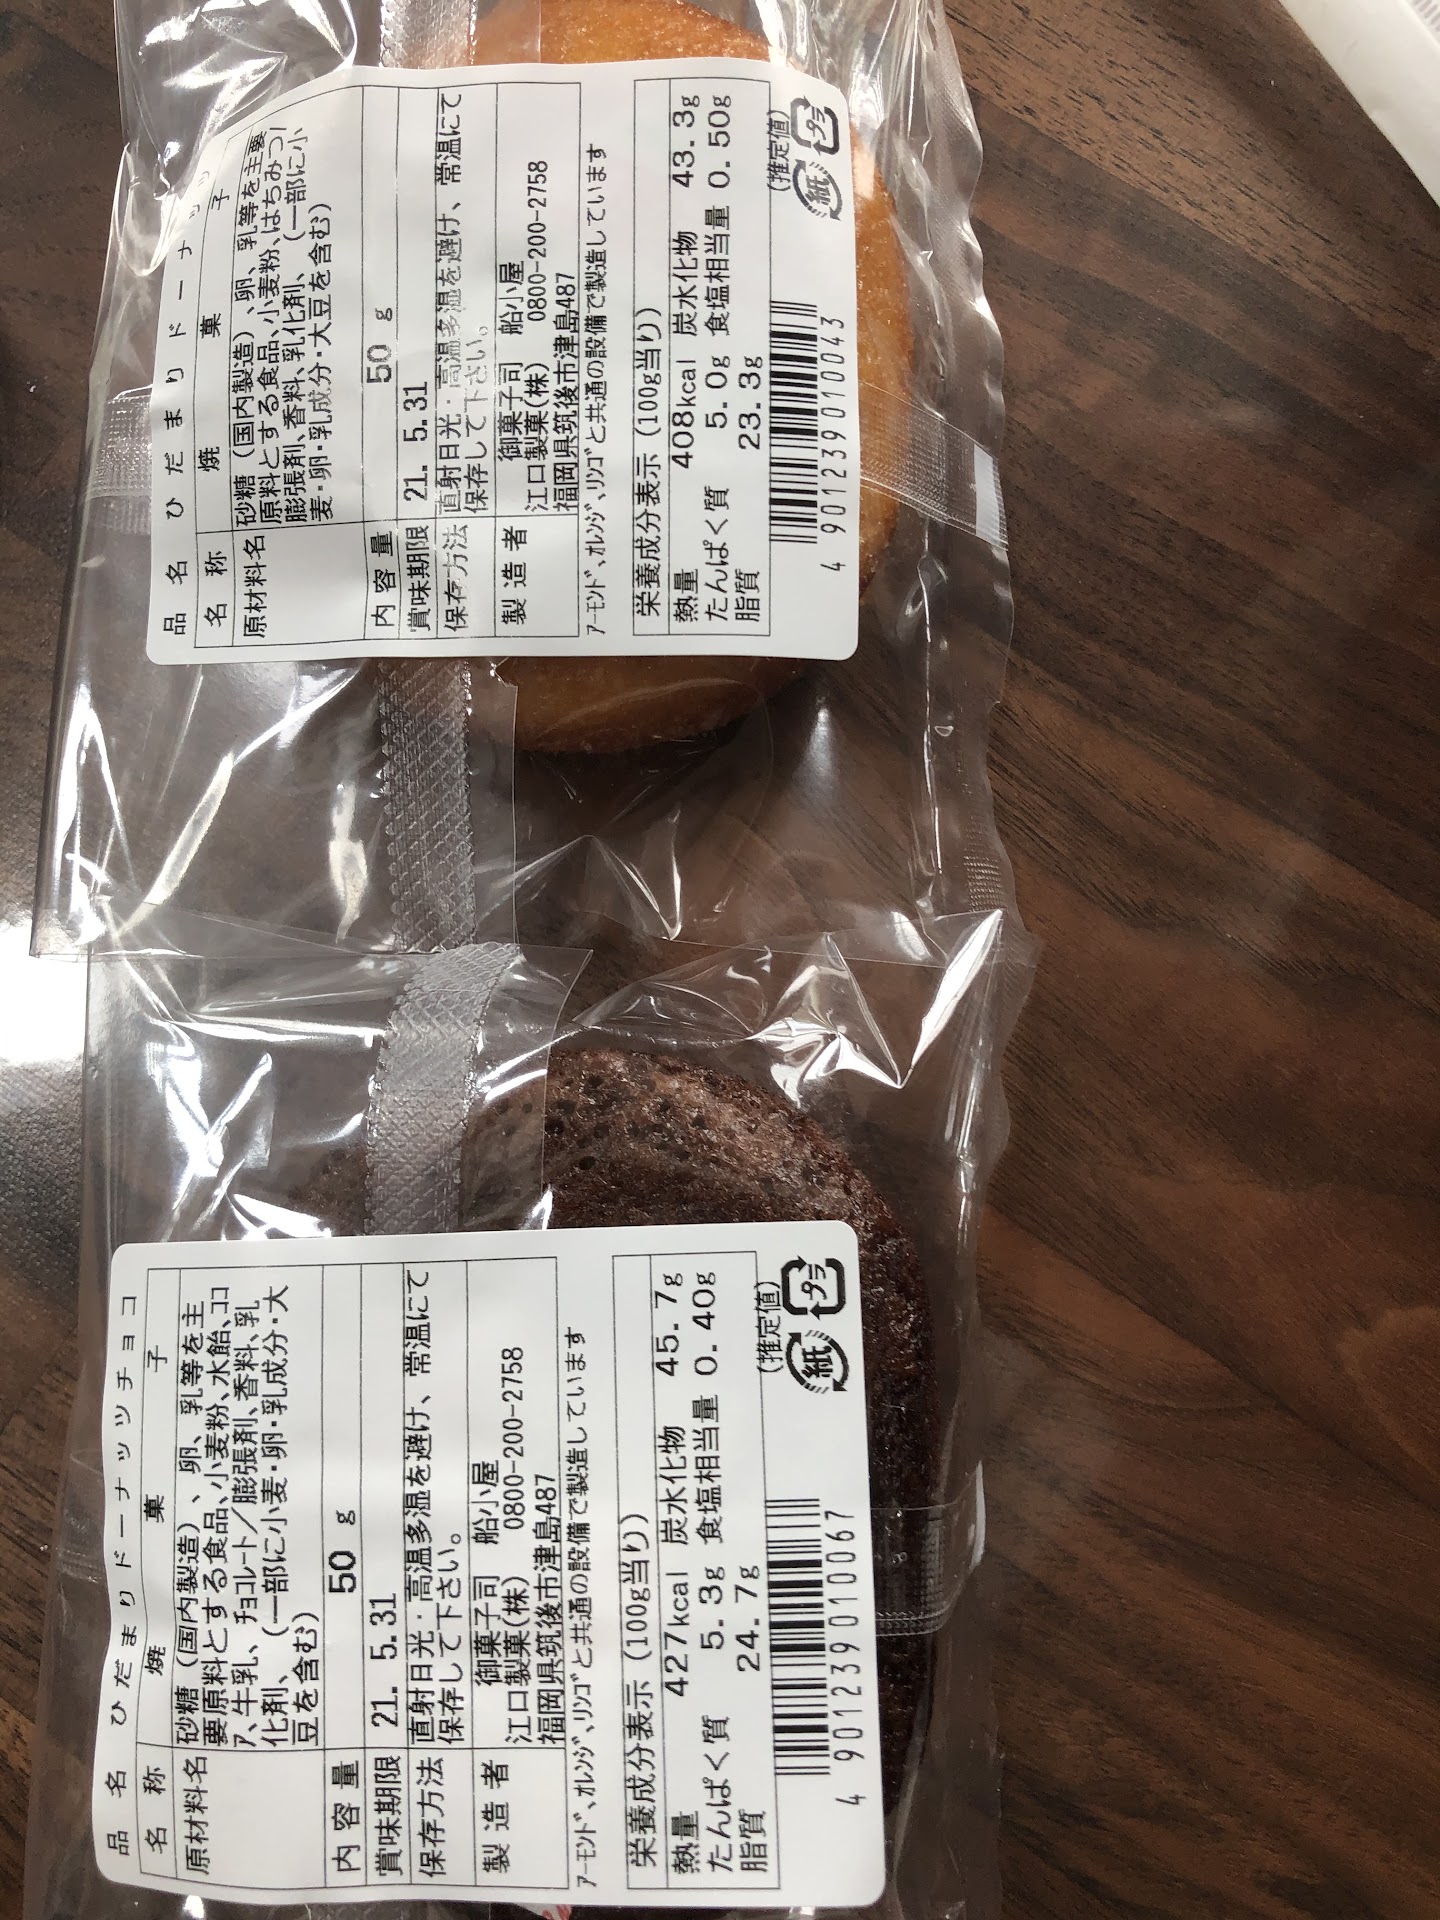 品名 ひだまりドーナッツ
名称 焼菓子
原材料名 砂糖（国内製造）、卵、乳等を主要
原料とする食品、小麦粉、はちみつ/
膨張剤、香料、乳化剤、（一部に小
麦・卵・乳成分・大豆を含む）
内容量 50 g
賞味期限 21. 5.31
保存方法 直射日光・高温多湿を避け、常温にて
保存して下さい。
製造者 御菓子司 船小屋
江口製菓(株) 0800-200-2758
福岡県筑後市津島487
アーモンド、オレンジ、リンゴと共通の設備で製造しています
栄養成分表示（100g当り）
熱量 408kcal 炭水化物 43.3g
たんぱく質 5.0g 食塩相当量 0.50g
脂質 23.3g
(推定値)
紙 プラ
4 901239 010043
品名 ひだまりドーナッツチョコ
名称 焼菓子
原材料名 砂糖（国内製造）、卵、乳等を主
要原料とする食品、小麦粉、水飴、ココ
ア、牛乳、チョコレート／膨張剤、香料、乳
化剤、（一部に小麦・卵・乳成分・大
豆を含む）
内容量 50 g
賞味期限 21. 5.31
保存方法 直射日光・高温多湿を避け、常温にて
保存して下さい。
製造者 御菓子司 船小屋
江口製菓(株) 0800-200-2758
福岡県筑後市津島487
アーモンド、オレンジ、リンゴと共通の設備で製造しています
栄養成分表示（100g当り）
熱量 427kcal 炭水化物 45.7g
たんぱく質 5.3g 食塩相当量 0.40g
脂質 24.7g
(推定値)
紙 プラ
4 901239 010067